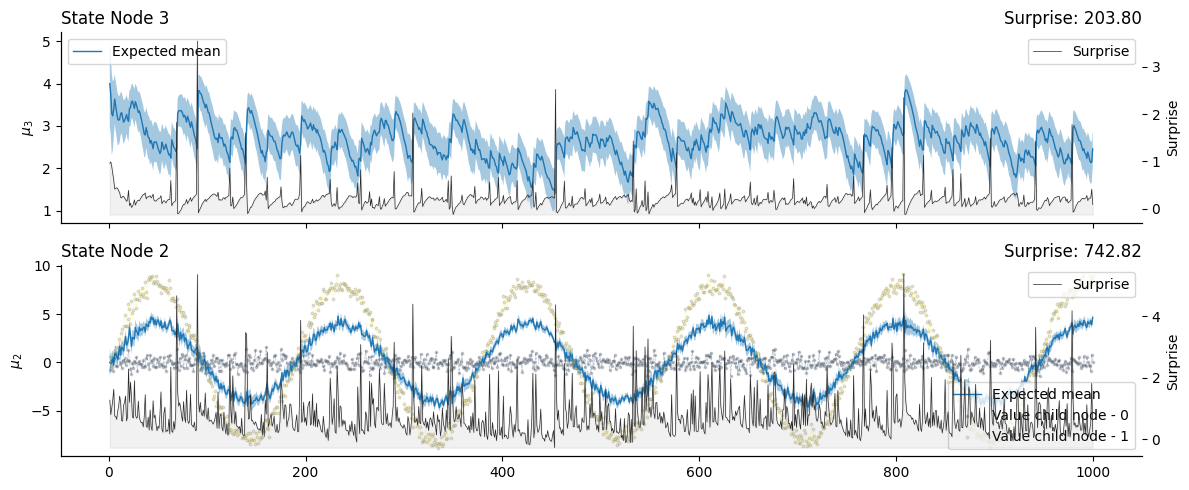 State Node 3
Surprise: 203.80
Expected mean
Surprise
5
4
3
2
1
μ3
3
2
1
0
Surprise
State Node 2
Surprise: 742.82
Surprise
10
5
0
−5
μ2
4
2
0
Surprise
Expected mean
Value child node - 0
Value child node - 1
0
200
400
600
800
1000